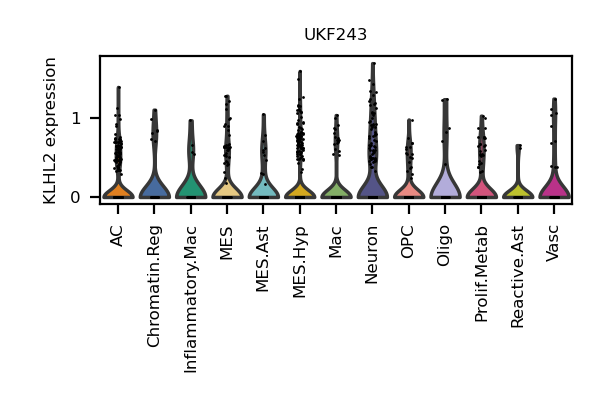 UKF243
KLHL2 expression
1
0
AC
Chromatin.Reg
Inflammatory.Mac
MES
MES.Ast
MES.Hyp
Mac
Neuron
OPC
Oligo
Prolif.Metab
Reactive.Ast
Vasc